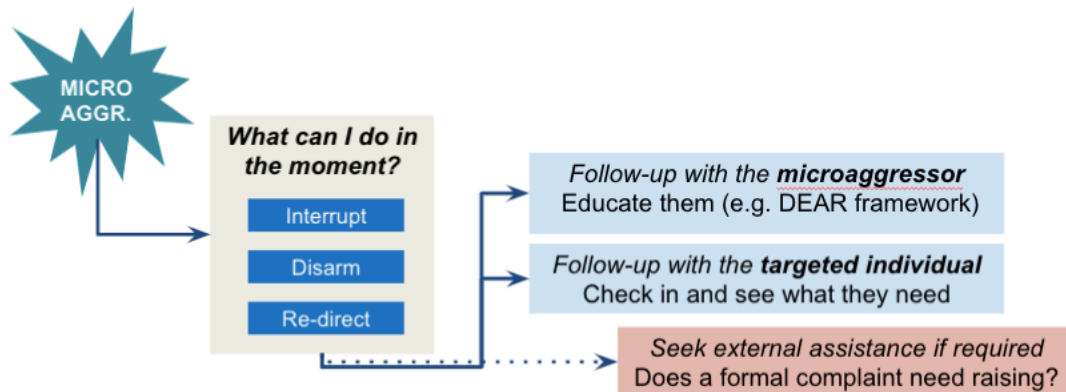 MICRO
AGGR.
What can I do in
the moment?
Interrupt
Disarm
Re-direct
Follow-up with the microaggressor
Educate them (e.g. DEAR framework)
Follow-up with the targeted individual
Check in and see what they need
Seek external assistance if required
Does a formal complaint need raising?